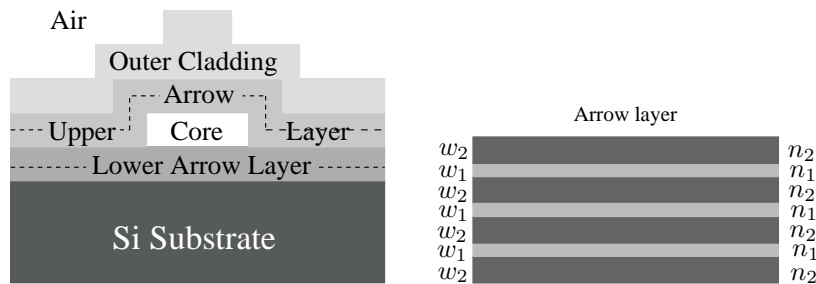 Air
Outer Cladding
Arrow
Upper Core Layer
Lower Arrow Layer
Si Substrate
Arrow layer
w₂ n₂
w₁ n₁
w₂ n₂
w₁ n₁
w₂ n₂
w₁ n₁
w₂ n₂